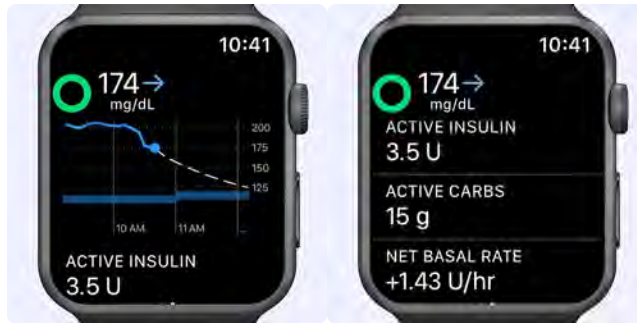 10:41
174→
mg/dL
200
175
150
125
10 AM
11 AM
ACTIVE INSULIN
3.5 U
10:41
174→
mg/dL
ACTIVE INSULIN
3.5 U
ACTIVE CARBS
15 g
NET BASAL RATE
+1.43 U/hr